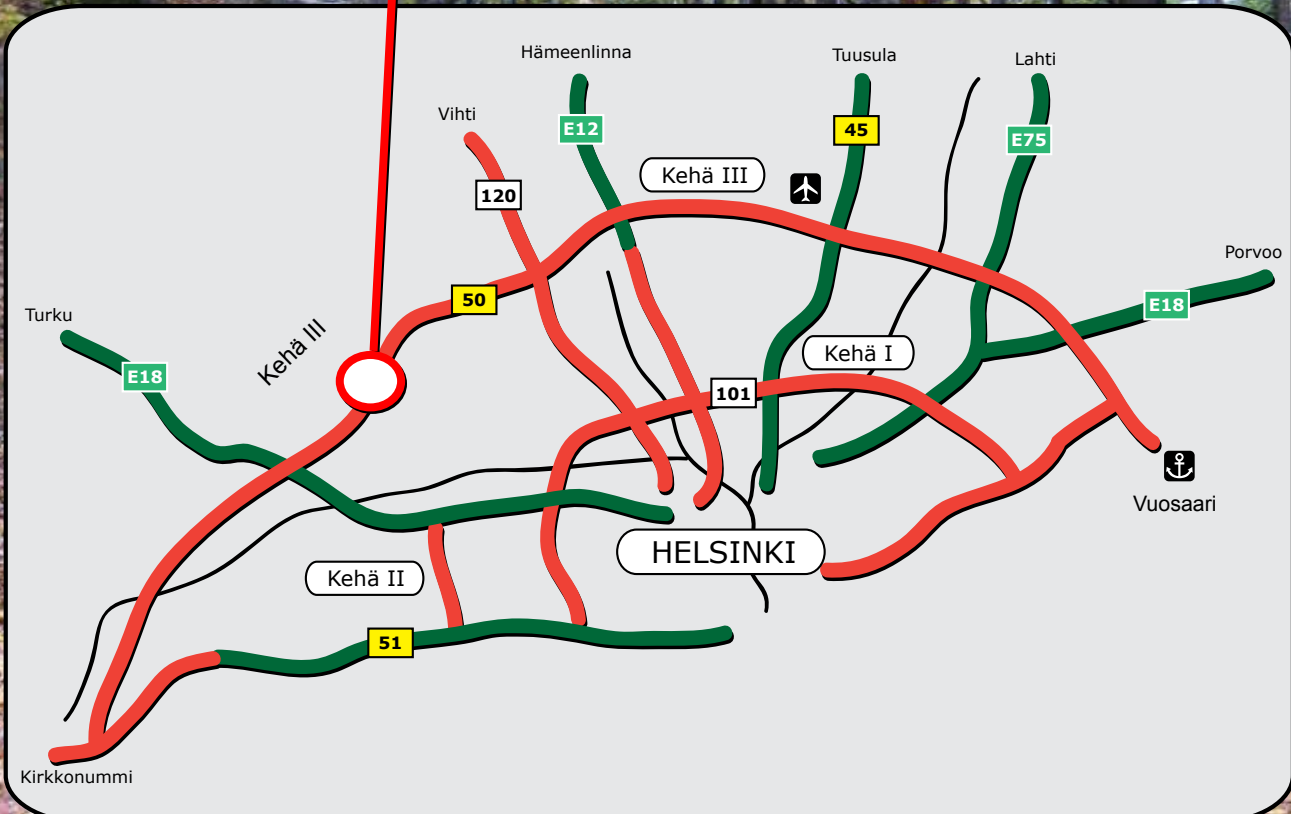 Hämeenlinna
Tuusula
Lahti
Vihti
E12
45
E75
Kehä III
120
Porvoo
50
E18
Turku
Kehä III
Kehä I
E18
101
Vuosaari
HELSINKI
Kehä II
51
Kirkkonummi